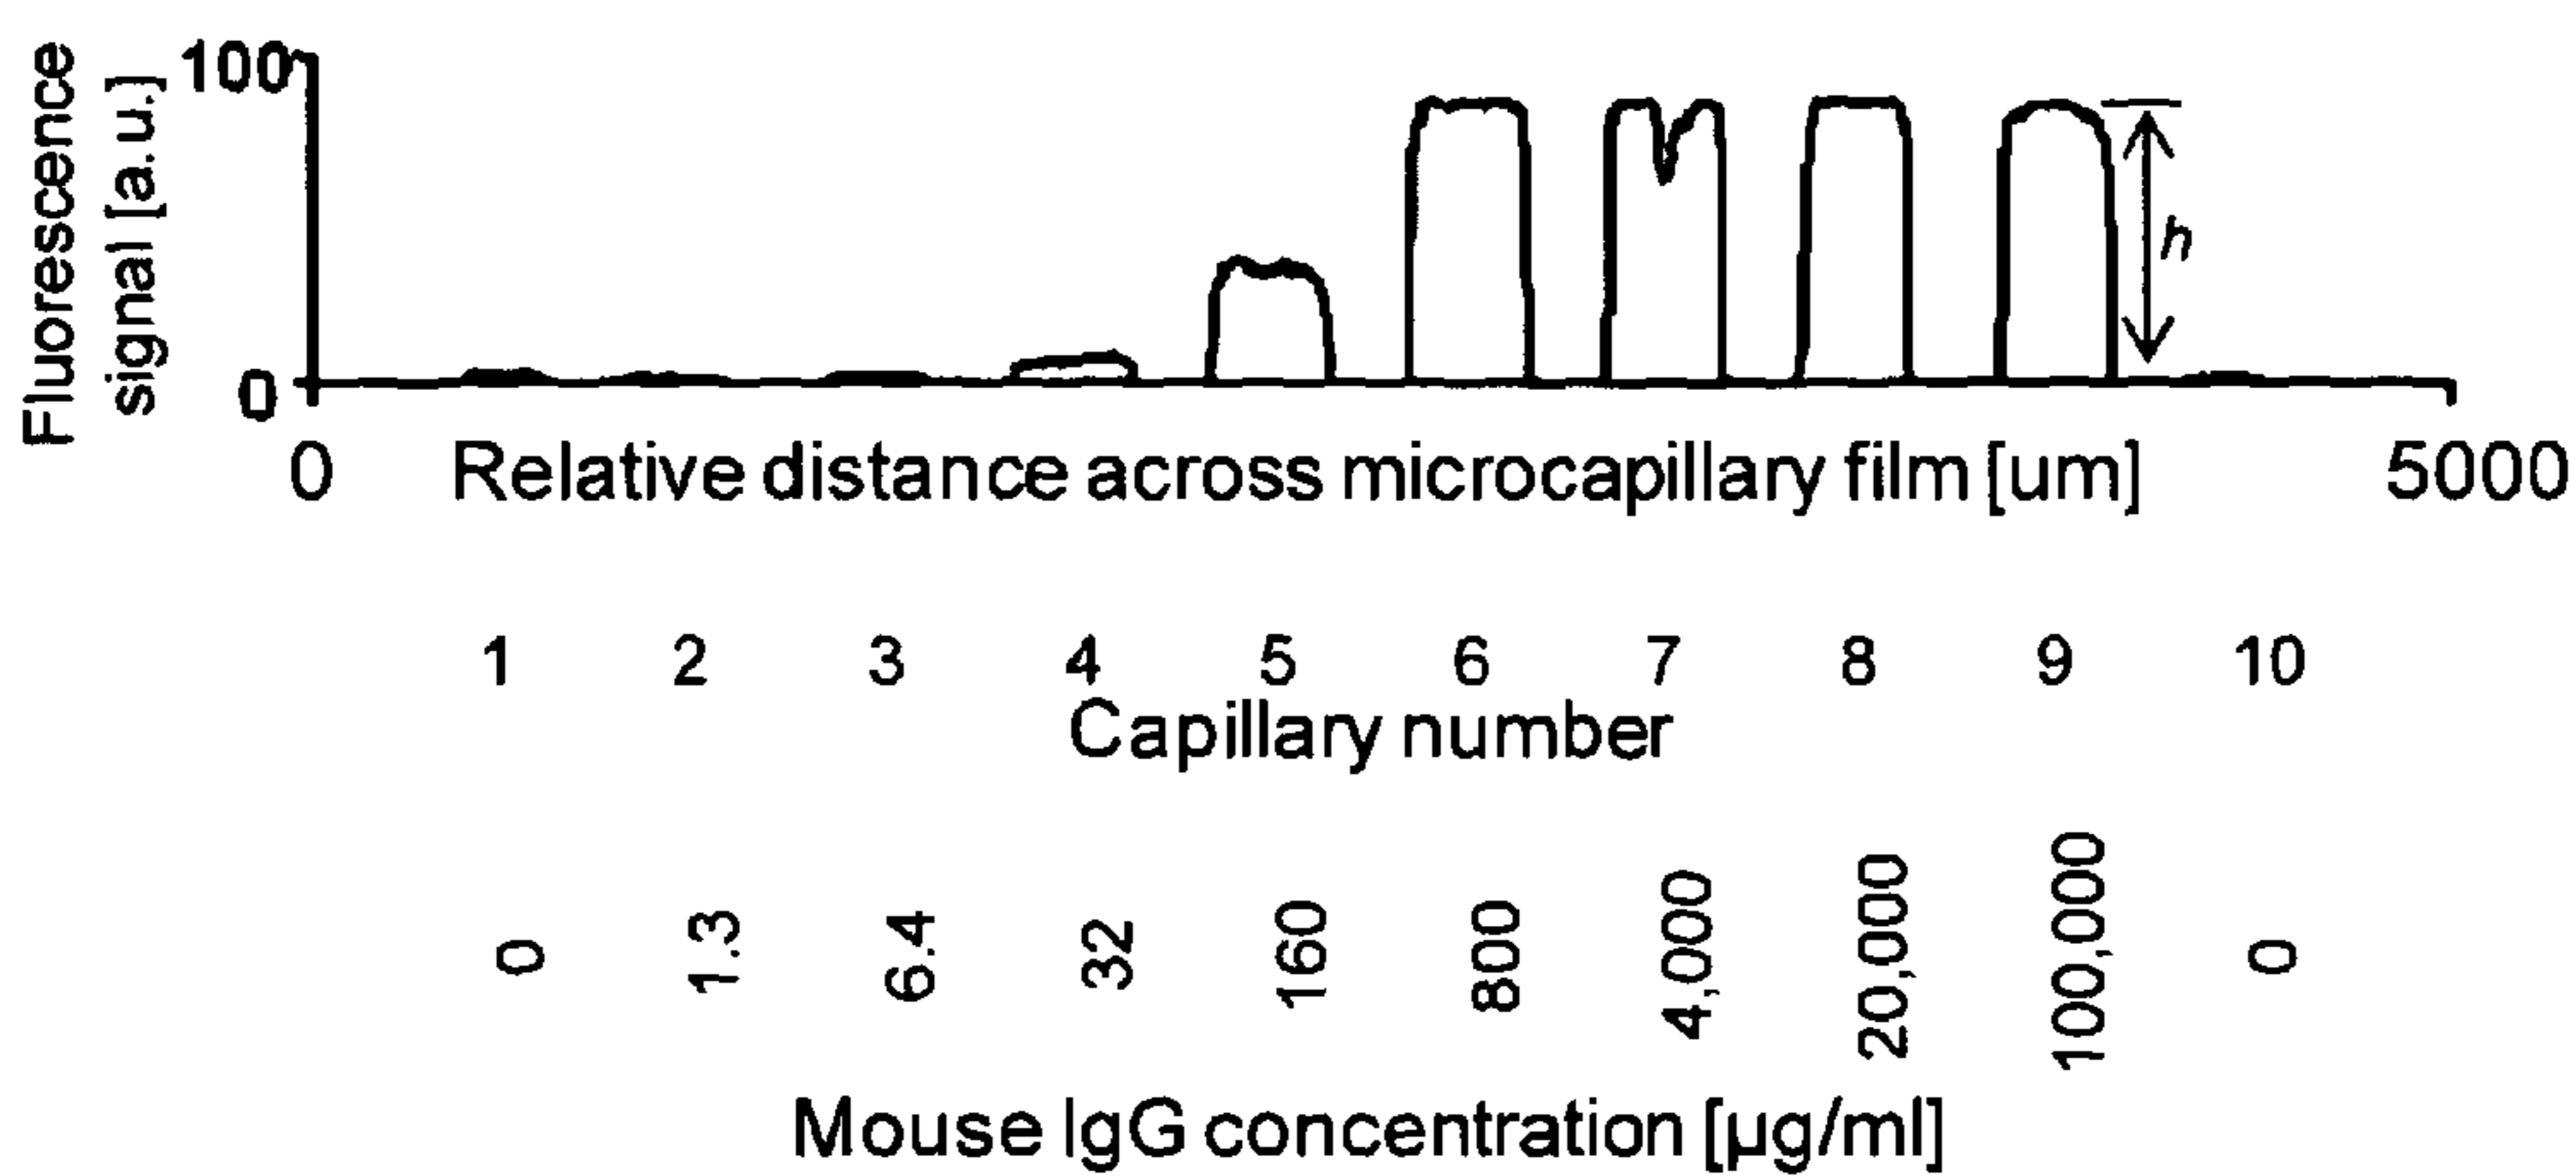 Fluorescence
signal [a.u.]
100
0
h
0 Relative distance across microcapillary film [um] 5000
1 2 3 4 5 6 7 8 9 10
Capillary number
0 1.3 6.4 32 160 800 4,000 20,000 100,000 0
Mouse IgG concentration [µg/ml]